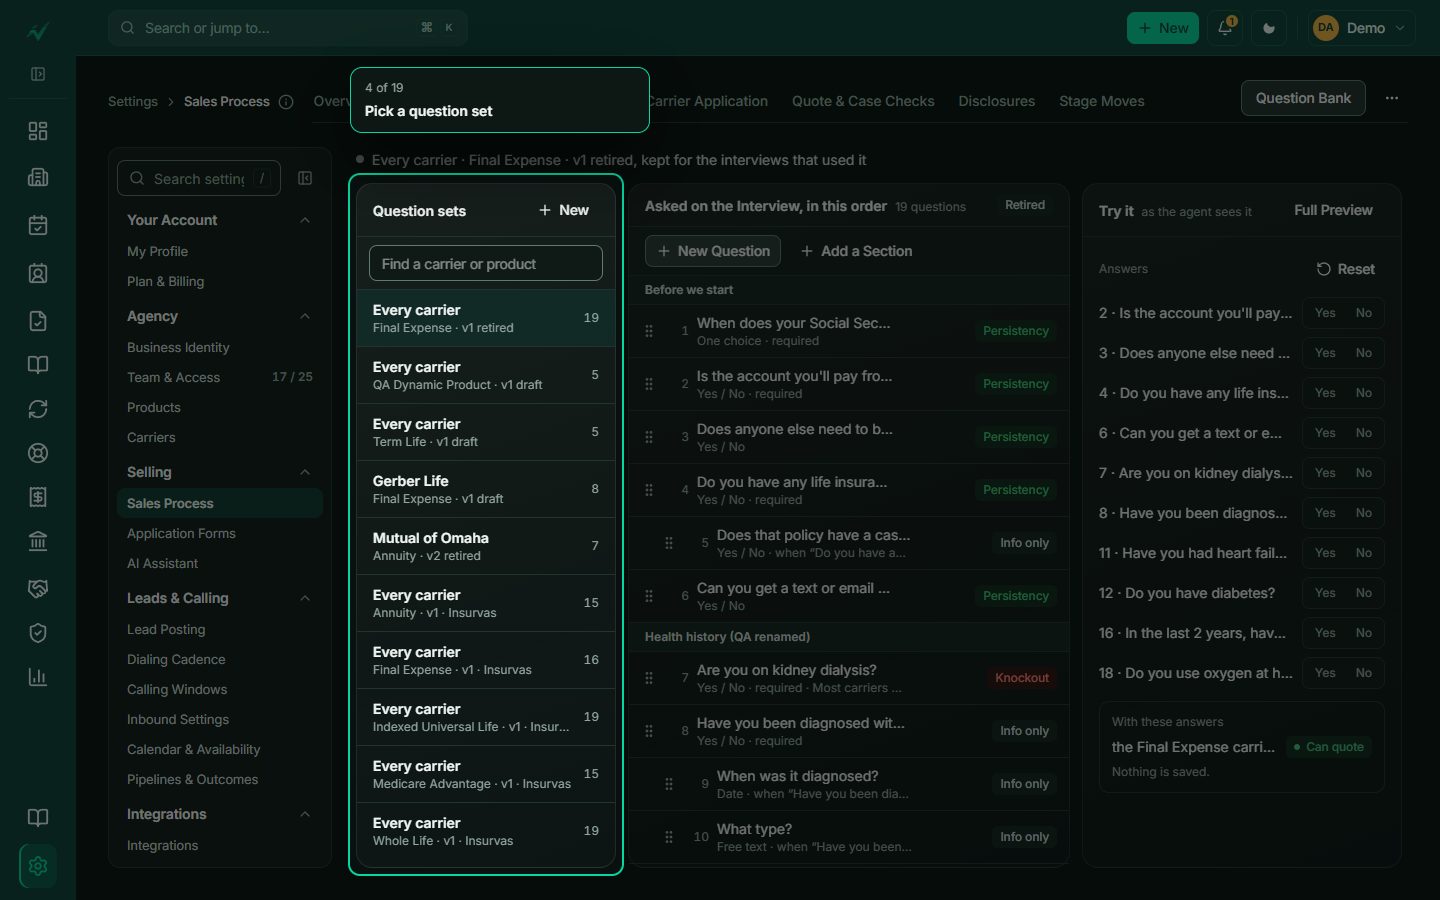 Search or jump to...
⌘ K
+ New
1
DA
Demo
4 of 19
Pick a question set
Settings > Sales Process
Overv
Carrier Application
Quote & Case Checks
Disclosures
Stage Moves
Question Bank
Every carrier · Final Expense · v1 retired, kept for the interviews that used it
Search setting
/
Your Account
My Profile
Plan & Billing
Agency
Business Identity
Team & Access
17 / 25
Products
Carriers
Selling
Sales Process
Application Forms
AI Assistant
Leads & Calling
Lead Posting
Dialing Cadence
Calling Windows
Inbound Settings
Calendar & Availability
Pipelines & Outcomes
Integrations
Integrations
Question sets
+ New
Find a carrier or product
Every carrier
Final Expense · v1 retired
19
Every carrier
QA Dynamic Product · v1 draft
5
Every carrier
Term Life · v1 draft
5
Gerber Life
Final Expense · v1 draft
8
Mutual of Omaha
Annuity · v2 retired
7
Every carrier
Annuity · v1 · Insurvas
15
Every carrier
Final Expense · v1 · Insurvas
16
Every carrier
Indexed Universal Life · v1 · Insur...
19
Every carrier
Medicare Advantage · v1 · Insurvas
15
Every carrier
Whole Life · v1 · Insurvas
19
Asked on the Interview, in this order
19 questions
Retired
+ New Question
+ Add a Section
Before we start
1
When does your Social Sec...
One choice · required
Persistency
2
Is the account you'll pay fro...
Yes / No · required
Persistency
3
Does anyone else need to b...
Yes / No
Persistency
4
Do you have any life insura...
Yes / No · required
Persistency
5
Does that policy have a cas...
Yes / No · when “Do you have a...
Info only
6
Can you get a text or email ...
Yes / No
Persistency
Health history (QA renamed)
7
Are you on kidney dialysis?
Yes / No · required · Most carriers ...
Knockout
8
Have you been diagnosed wit...
Yes / No · required
Info only
9
When was it diagnosed?
Date · when “Have you been dia...
Info only
10
What type?
Free text · when “Have you been...
Info only
Try it
as the agent sees it
Full Preview
Answers
Reset
2 · Is the account you'll pay...
Yes No
3 · Does anyone else need ...
Yes No
4 · Do you have any life ins...
Yes No
6 · Can you get a text or e...
Yes No
7 · Are you on kidney dialys...
Yes No
8 · Have you been diagnos...
Yes No
11 · Have you had heart fail...
Yes No
12 · Do you have diabetes?
Yes No
16 · In the last 2 years, hav...
Yes No
18 · Do you use oxygen at h...
Yes No
With these answers
the Final Expense carri...
Can quote
Nothing is saved.